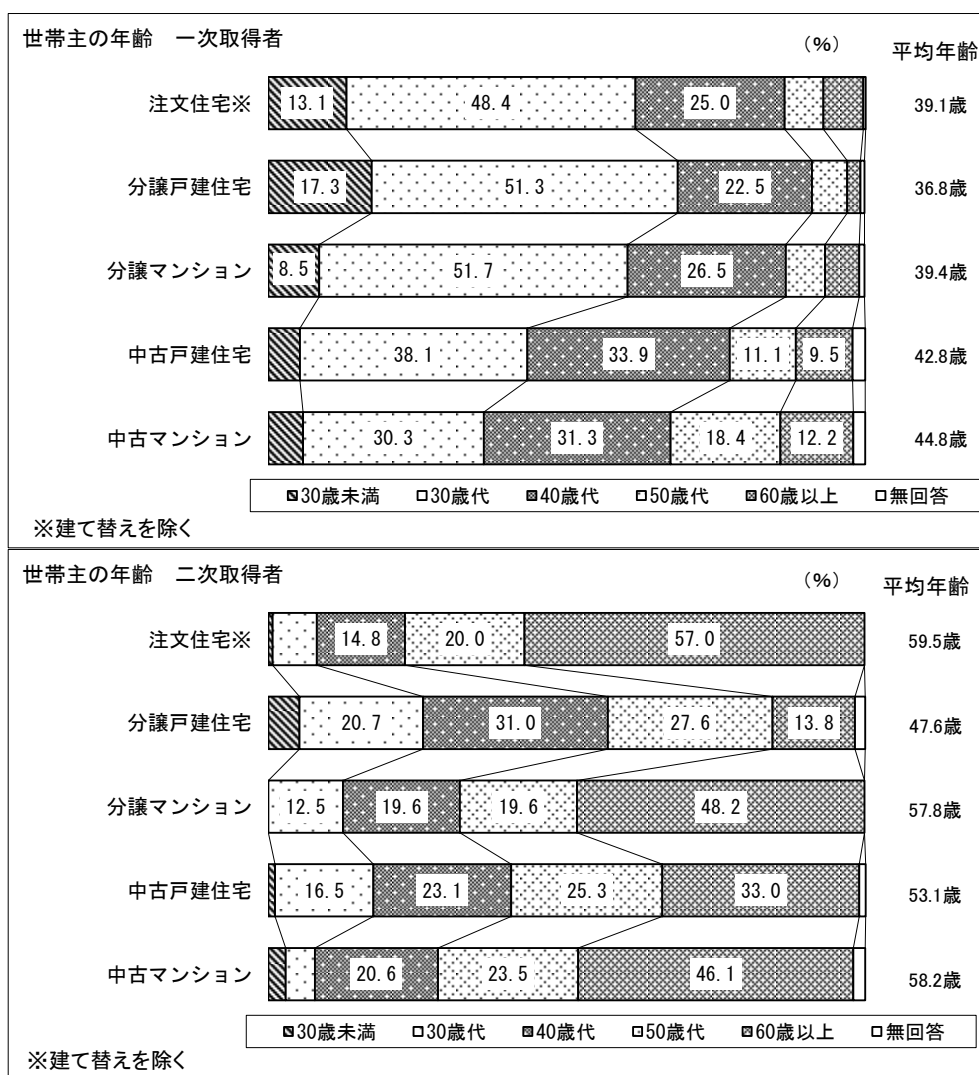 世帯主の年齢　一次取得者
（%）
平均年齢
注文住宅※ 13.1 48.4 25.0 39.1歳
分譲戸建住宅 17.3 51.3 22.5 36.8歳
分譲マンション 8.5 51.7 26.5 39.4歳
中古戸建住宅 38.1 33.9 11.1 9.5 42.8歳
中古マンション 30.3 31.3 18.4 12.2 44.8歳
30歳未満 30歳代 40歳代 50歳代 60歳以上 無回答
※建て替えを除く
世帯主の年齢　二次取得者
（%）
平均年齢
注文住宅※ 14.8 20.0 57.0 59.5歳
分譲戸建住宅 20.7 31.0 27.6 13.8 47.6歳
分譲マンション 12.5 19.6 19.6 48.2 57.8歳
中古戸建住宅 16.5 23.1 25.3 33.0 53.1歳
中古マンション 20.6 23.5 46.1 58.2歳
30歳未満 30歳代 40歳代 50歳代 60歳以上 無回答
※建て替えを除く